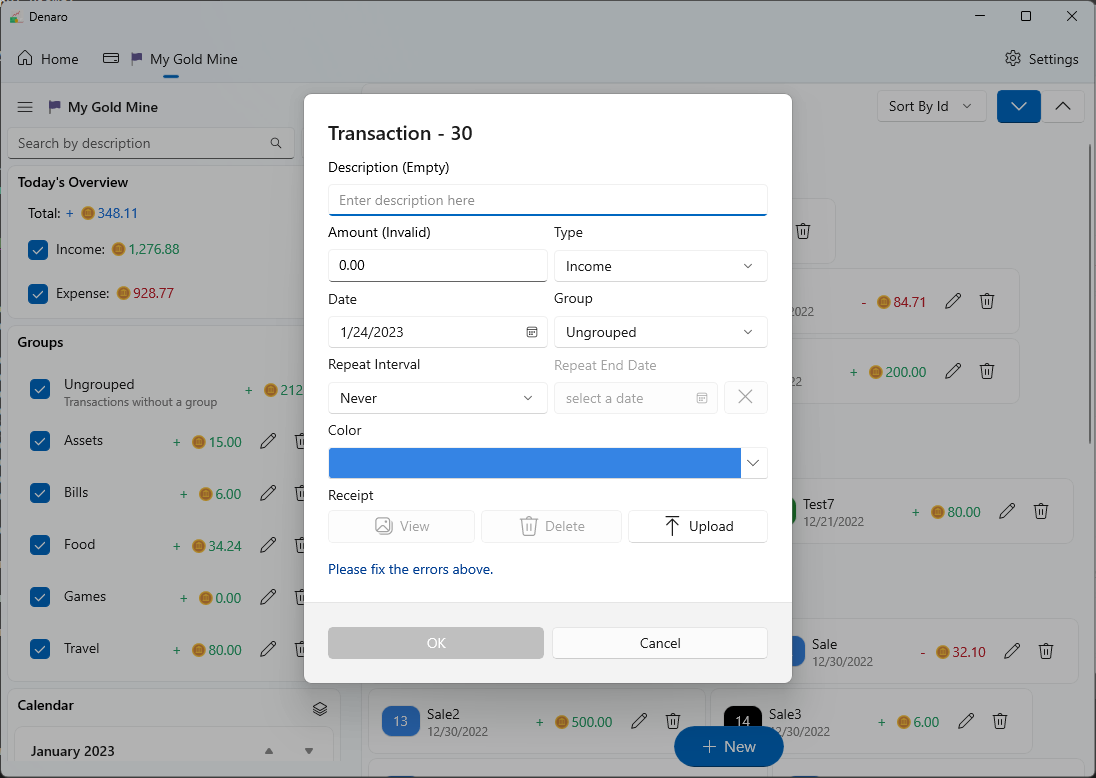 Denaro
Home
My Gold Mine
Settings
My Gold Mine
Sort By Id
Search by description
Today's Overview
Total: + 348.11
Income: 1,276.88
Expense: 928.77
Groups
Ungrouped
Transactions without a group
+ 212
Assets + 15.00
Bills + 6.00
Food + 34.24
Games + 0.00
Travel + 80.00
Calendar
January 2023
Transaction - 30
Description (Empty)
Enter description here
Amount (Invalid) Type
0.00 Income
Date Group
1/24/2023 Ungrouped
Repeat Interval Repeat End Date
Never select a date
Color
Receipt
View Delete Upload
Please fix the errors above.
OK Cancel
2022 - 84.71
+ 200.00
Test7
12/21/2022
+ 80.00
Sale
12/30/2022
- 32.10
13 Sale2
12/30/2022
+ 500.00
14 Sale3
2/30/2022
+ 6.00
+ New